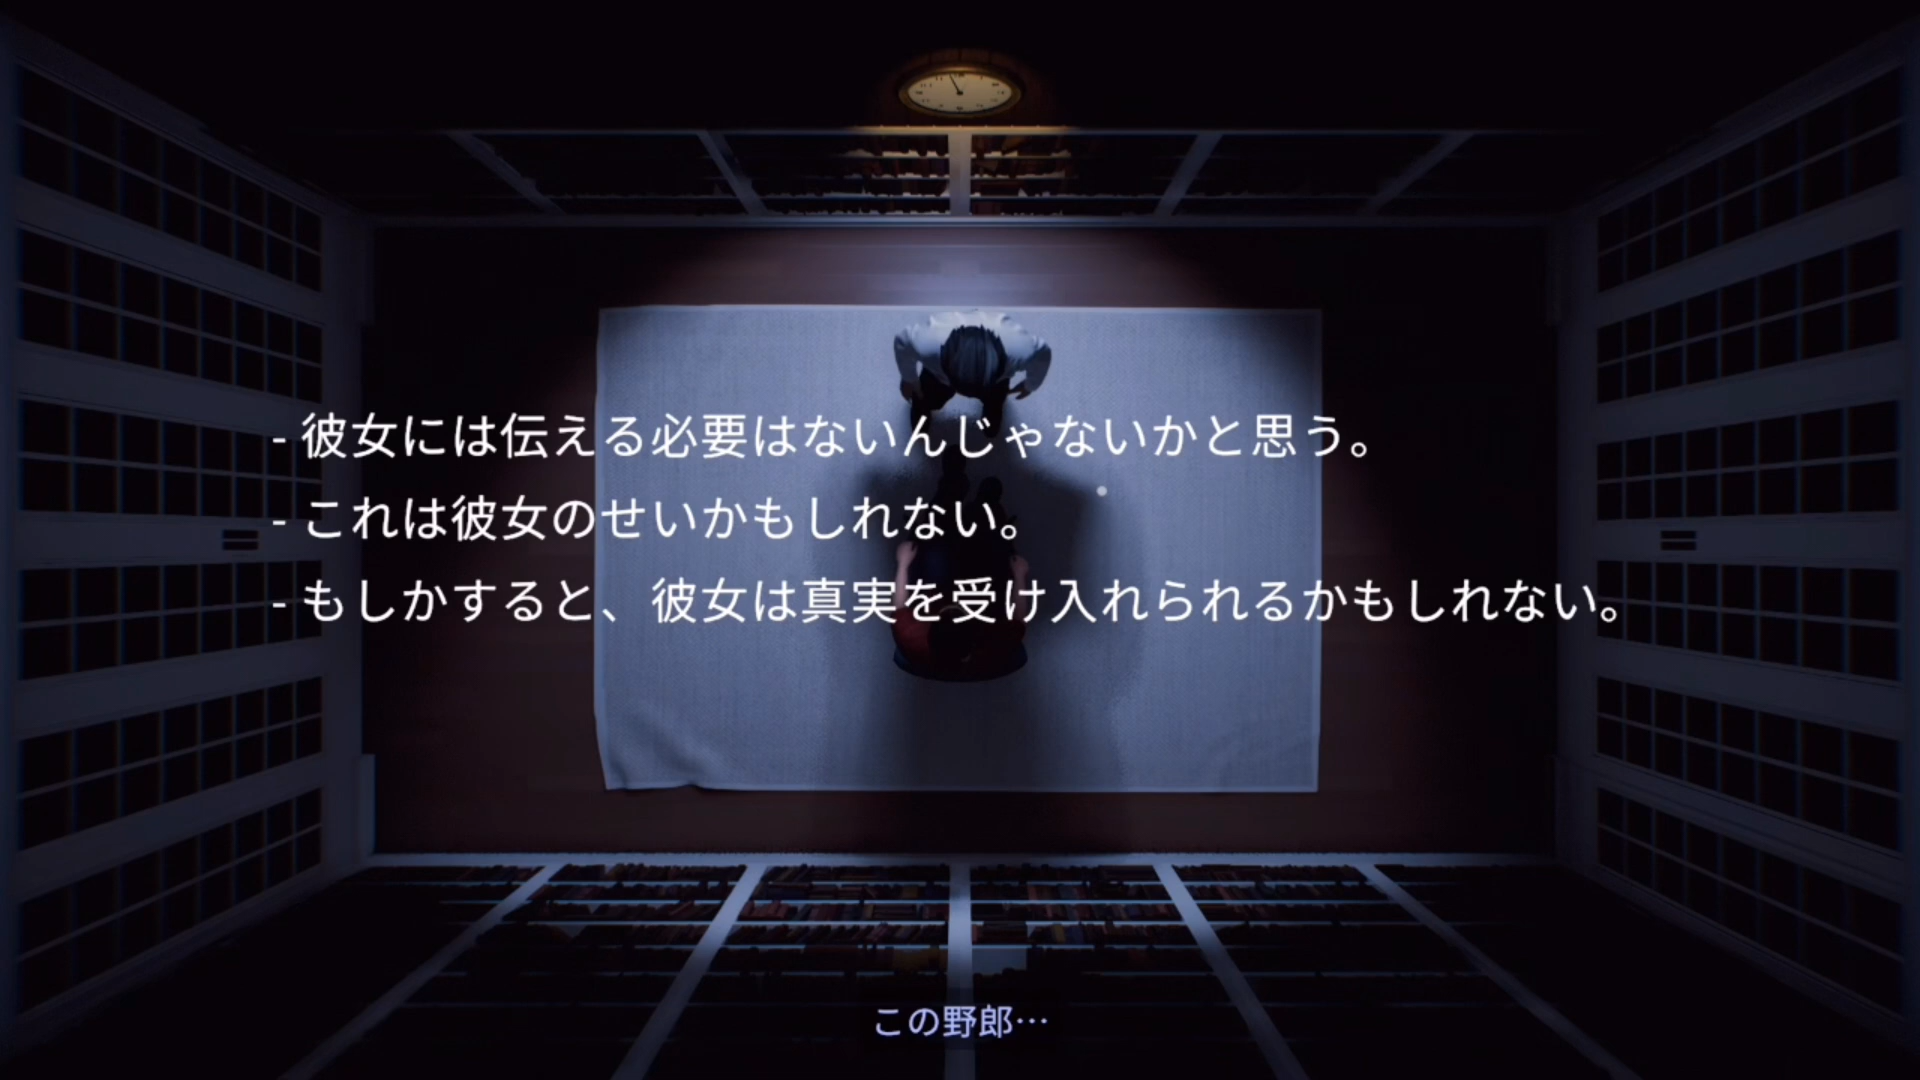 - 彼女には伝える必要はないんじゃないかと思う。
- これは彼女のせいかもしれない。
- もしかすると、彼女は真実を受け入れられるかもしれない。
この野郎…